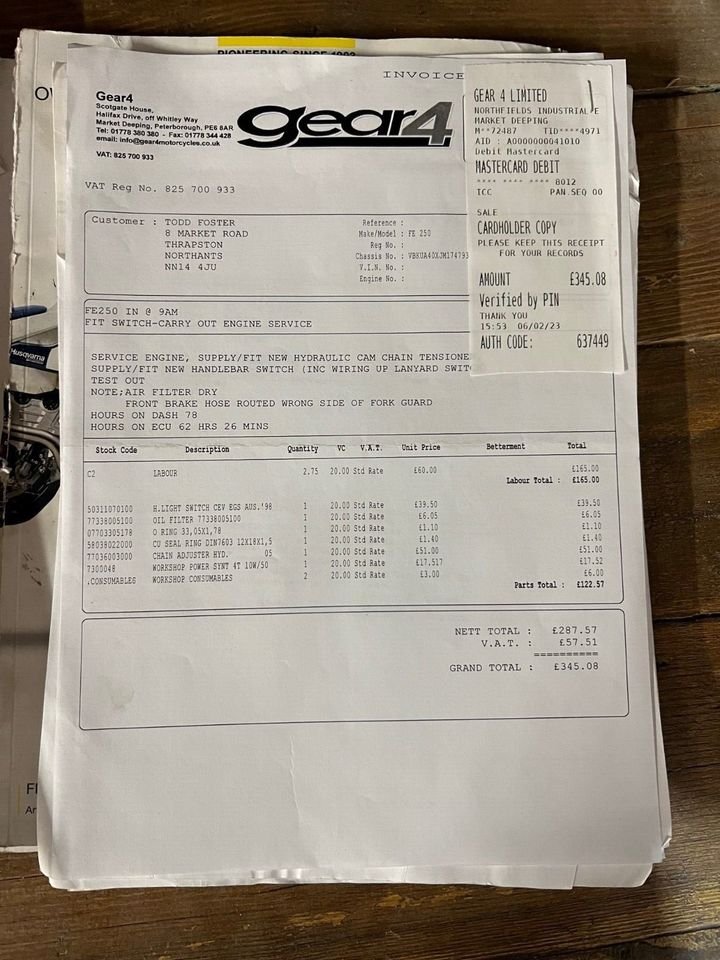 PIONEERING SINCE 1903
INVOICE
Gear4
Scotgate House,
Halifax Drive, off Whitley Way
Market Deeping, Peterborough, PE6 8AR
Tel: 01778 380 380 - Fax: 01778 344 428
email: info@gear4motorcycles.co.uk
VAT: 825 700 933
gear4
VAT Reg No. 825 700 933
Customer : TODD FOSTER
8 MARKET ROAD
THRAPSTON
NORTHANTS
NN14 4JU
Reference :
Make/Model : FE 250
Reg No. :
Chassis No. : VBKUA40XJM174793
V.I.N. No. :
Engine No. :
GEAR 4 LIMITED
NORTHFIELDS INDUSTRIAL E
MARKET DEEPING
M**72487 TID****4971
AID : A0000000041010
Debit Mastercard
MASTERCARD DEBIT
**** **** **** 8012
ICC PAN.SEQ 00
SALE
CARDHOLDER COPY
PLEASE KEEP THIS RECEIPT
FOR YOUR RECORDS
AMOUNT £345.08
Verified by PIN
THANK YOU
15:53 06/02/23
AUTH CODE: 637449
FE250 IN @ 9AM
FIT SWITCH-CARRY OUT ENGINE SERVICE
SERVICE ENGINE, SUPPLY/FIT NEW HYDRAULIC CAM CHAIN TENSIONE
SUPPLY/FIT NEW HANDLEBAR SWITCH (INC WIRING UP LANYARD SWITC
TEST OUT
NOTE;AIR FILTER DRY
FRONT BRAKE HOSE ROUTED WRONG SIDE OF FORK GUARD
HOURS ON DASH 78
HOURS ON ECU 62 HRS 26 MINS
Stock Code Description Quantity VC V.A.T. Unit Price Betterment Total
C2 LABOUR 2.75 20.00 Std Rate £60.00 £165.00
Labour Total : £165.00
50311070100 H.LIGHT SWITCH CEV EGS AUS.'98 1 20.00 Std Rate £39.50 £39.50
77338005100 OIL FILTER 77338005100 1 20.00 Std Rate £6.05 £6.05
07703305178 O RING 33,05X1,78 1 20.00 Std Rate £1.10 £1.10
58038022000 CU SEAL RING DIN7603 12X18X1,5 1 20.00 Std Rate £1.40 £1.40
77036003000 CHAIN ADJUSTER HYD. 05 1 20.00 Std Rate £51.00 £51.00
7300048 WORKSHOP POWER SYNT 4T 10W/50 1 20.00 Std Rate £17.517 £17.52
.CONSUMABLES WORKSHOP CONSUMABLES 2 20.00 Std Rate £3.00 £6.00
Parts Total : £122.57
NETT TOTAL : £287.57
V.A.T. : £57.51
==========
GRAND TOTAL : £345.08
Husqvarna